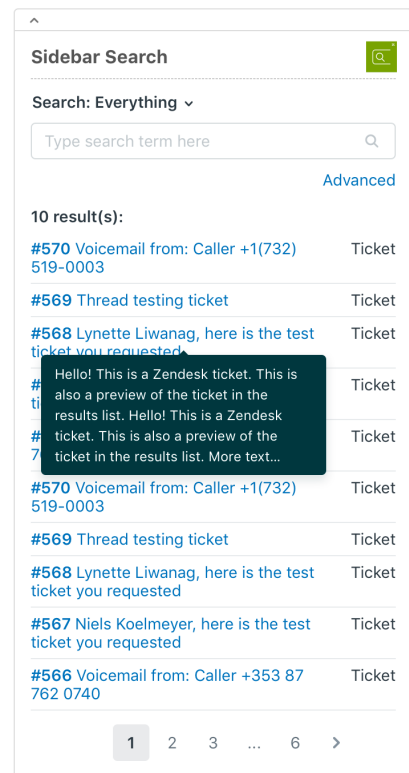 Sidebar Search
Search: Everything
Type search term here
Advanced
10 result(s):
#570 Voicemail from: Caller +1(732) Ticket
519-0003
#569 Thread testing ticket Ticket
#568 Lynette Liwanag, here is the test Ticket
ticket you requested
Hello! This is a Zendesk ticket. This is
also a preview of the ticket in the
results list. Hello! This is a Zendesk
ticket. This is also a preview of the
ticket in the results list. More text...
Ticket
Ticket
#570 Voicemail from: Caller +1(732) Ticket
519-0003
#569 Thread testing ticket Ticket
#568 Lynette Liwanag, here is the test Ticket
ticket you requested
#567 Niels Koelmeyer, here is the test Ticket
ticket you requested
#566 Voicemail from: Caller +353 87 Ticket
762 0740
1 2 3 ... 6